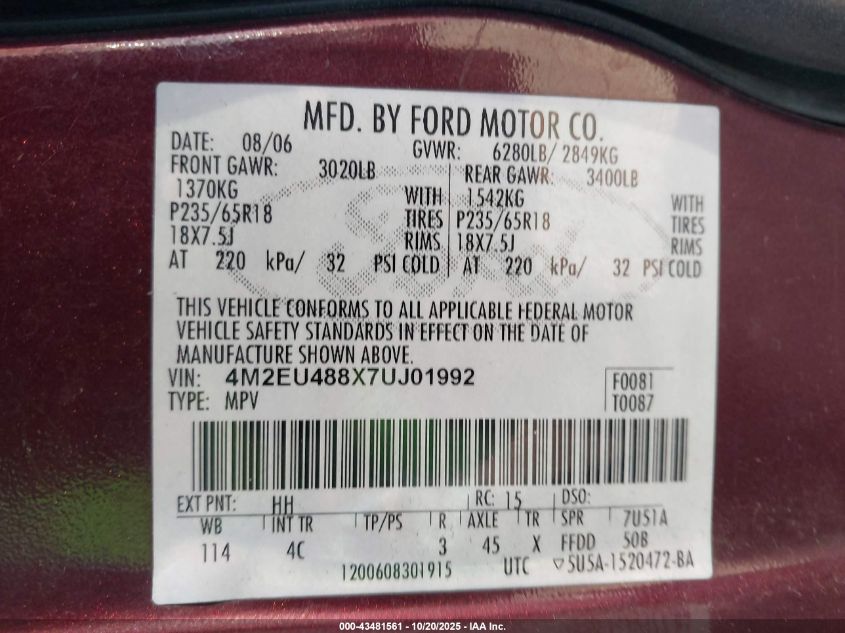 MFD. BY FORD MOTOR CO.
DATE: 08/06 GVWR: 6280LB/ 2849KG
FRONT GAWR: 3020LB REAR GAWR: 3400LB
1370KG WITH 1542KG WITH
P235/65R18 TIRES P235/65R18 TIRES
18X7.5J RIMS 18X7.5J RIMS
AT 220 kPa/ 32 PSI COLD AT 220 kPa/ 32 PSI COLD
THIS VEHICLE CONFORMS TO ALL APPLICABLE FEDERAL MOTOR
VEHICLE SAFETY STANDARDS IN EFFECT ON THE DATE OF
MANUFACTURE SHOWN ABOVE.
VIN: 4M2EU488X7UJ01992 F0081
TYPE: MPV T0087
EXT PNT: HH RC: 15 DSO:
WB INT TR TP/PS R AXLE TR SPR 7U51A
114 4C 3 45 X FFDD 50B
1200608301915 UTC ▽5U5A-1520472-BA
000-43481561 - 10/20/2025 - IAA Inc.